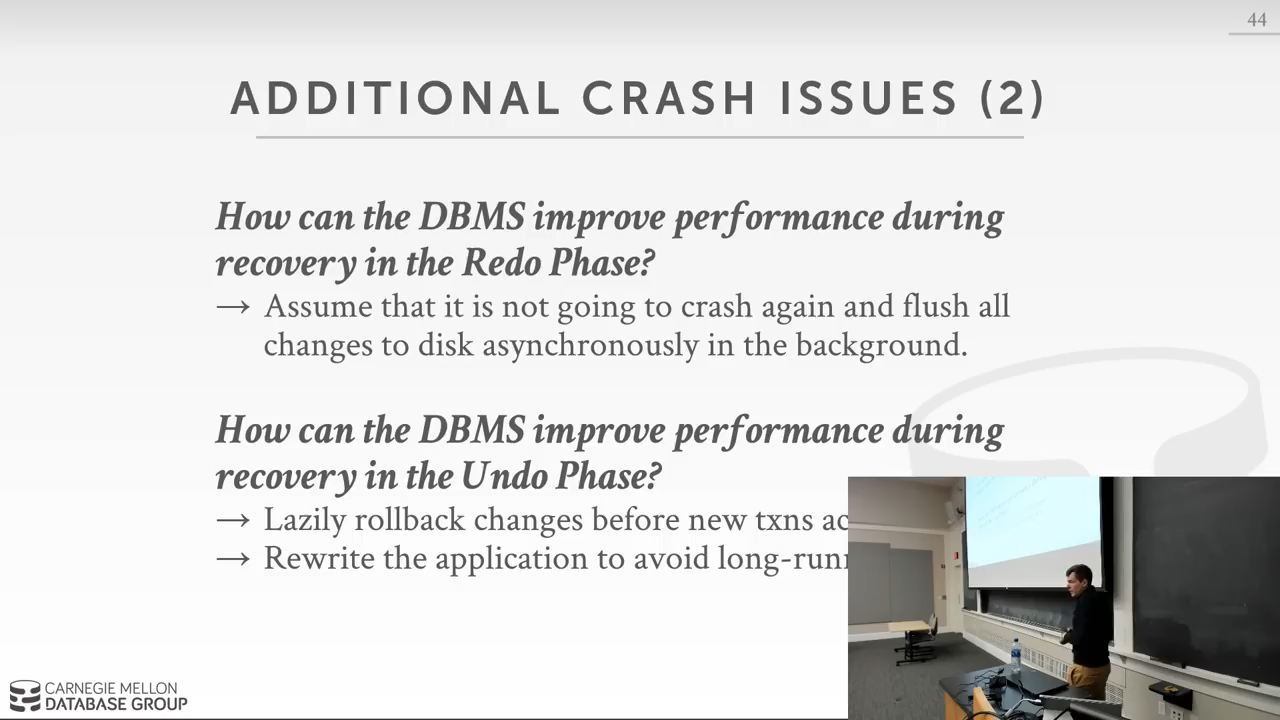 44
ADDITIONAL CRASH ISSUES (2)
How can the DBMS improve performance during
recovery in the Redo Phase?
→ Assume that it is not going to crash again and flush all
changes to disk asynchronously in the background.
How can the DBMS improve performance during
recovery in the Undo Phase?
→ Lazily rollback changes before new txns
→ Rewrite the application to avoid
CARNEGIE MELLON
DATABASE GROUP